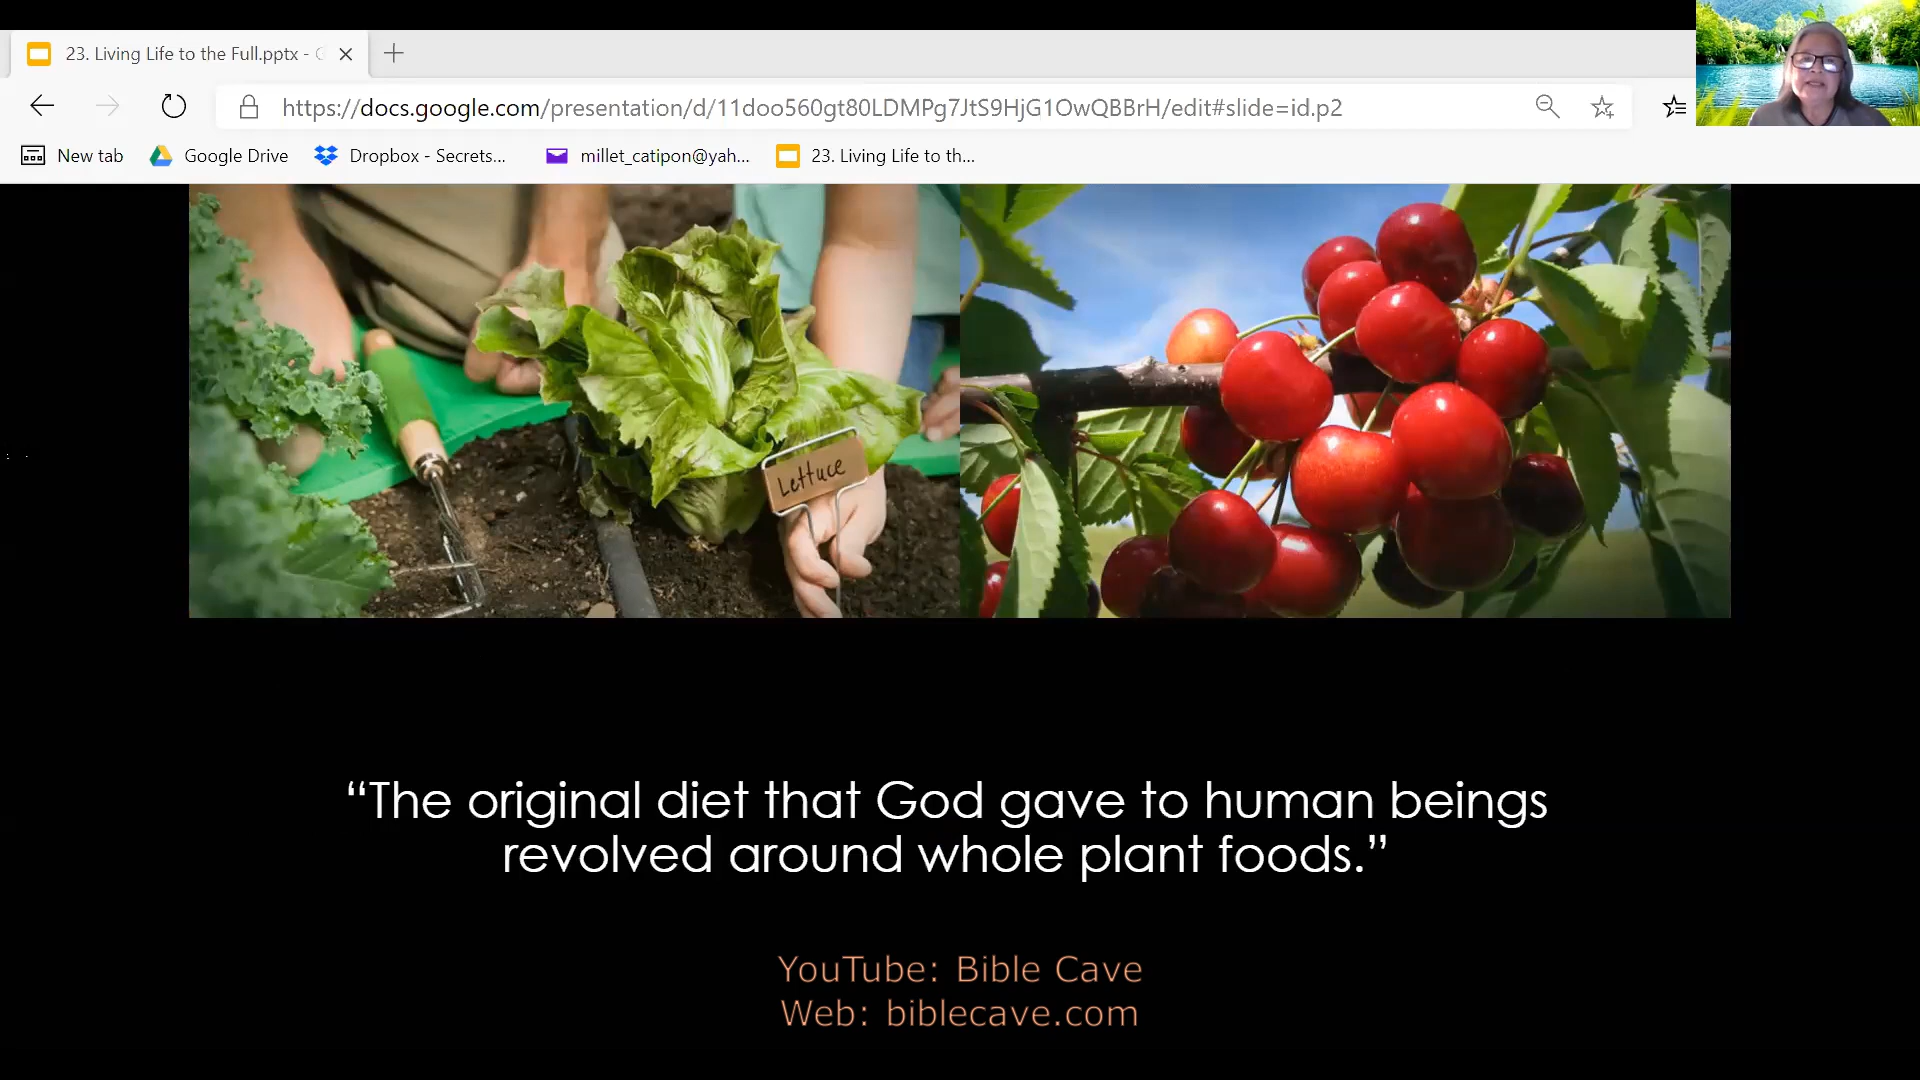 23. Living Life to the Full.pptx - G
https://docs.google.com/presentation/d/11doo560gt80LDMPg7JtS9HjG1OwQBBrH/edit#slide=id.p2
New tab
Google Drive
Dropbox - Secrets...
millet_catipon@yah...
23. Living Life to th...
Lettuce
“The original diet that God gave to human beings
revolved around whole plant foods.”
YouTube: Bible Cave
Web: biblecave.com